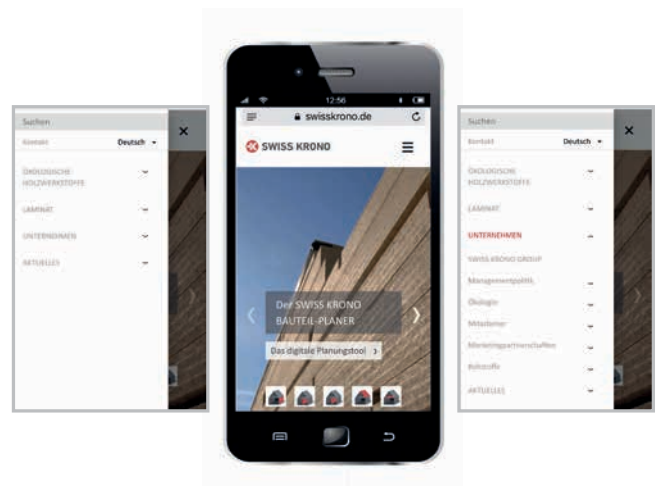 Suchen
Kontakt
Deutsch
ÖKOLOGISCHE
HOLZWERKSTOFFE
LAMINAT
UNTERNEHMEN
AKTUELLES
12:56
swisskrono.de
SWISS KRONO
Der SWISS KRONO
BAUTEIL-PLANER
Das digitale Planungstool
Suchen
Kontakt
Deutsch
ÖKOLOGISCHE
HOLZWERKSTOFFE
LAMINAT
UNTERNEHMEN
SWISS KRONO GROUP
Managementpolitik
Ökologie
Mitarbeiter
Marketingpartnerschaften
Rohstoffe
AKTUELLES